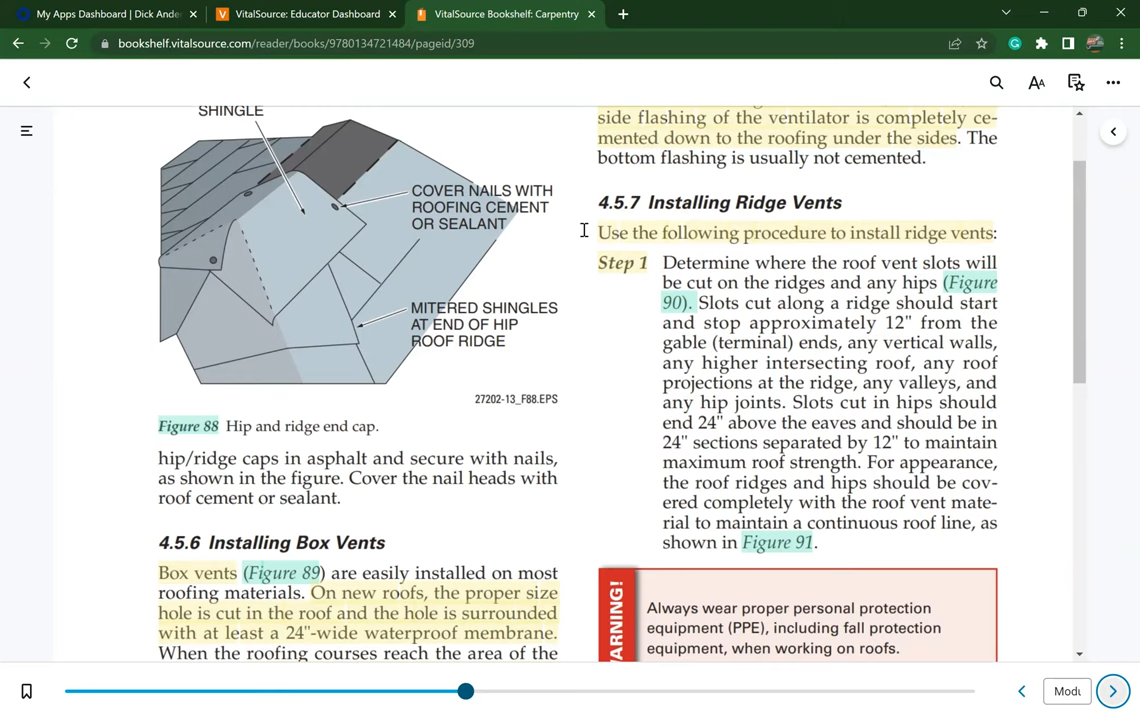 My Apps Dashboard | Dick Ander
VitalSource: Educator Dashboard
VitalSource Bookshelf: Carpentry
bookshelf.vitalsource.com/reader/books/9780134721484/pageid/309
SHINGLE
COVER NAILS WITH
ROOFING CEMENT
OR SEALANT
MITERED SHINGLES
AT END OF HIP
ROOF RIDGE
27202-13_F88.EPS
Figure 88 Hip and ridge end cap.
hip/ridge caps in asphalt and secure with nails,
as shown in the figure. Cover the nail heads with
roof cement or sealant.
4.5.6 Installing Box Vents
Box vents (Figure 89) are easily installed on most
roofing materials. On new roofs, the proper size
hole is cut in the roof and the hole is surrounded
with at least a 24"-wide waterproof membrane.
When the roofing courses reach the area of the
side flashing of the ventilator is completely ce-
mented down to the roofing under the sides. The
bottom flashing is usually not cemented.
4.5.7 Installing Ridge Vents
Use the following procedure to install ridge vents:
Step 1 Determine where the roof vent slots will
be cut on the ridges and any hips (Figure
90). Slots cut along a ridge should start
and stop approximately 12" from the
gable (terminal) ends, any vertical walls,
any higher intersecting roof, any roof
projections at the ridge, any valleys, and
any hip joints. Slots cut in hips should
end 24" above the eaves and should be in
24" sections separated by 12" to maintain
maximum roof strength. For appearance,
the roof ridges and hips should be cov-
ered completely with the roof vent mate-
rial to maintain a continuous roof line, as
shown in Figure 91.
WARNING!
Always wear proper personal protection
equipment (PPE), including fall protection
equipment, when working on roofs.
Modu